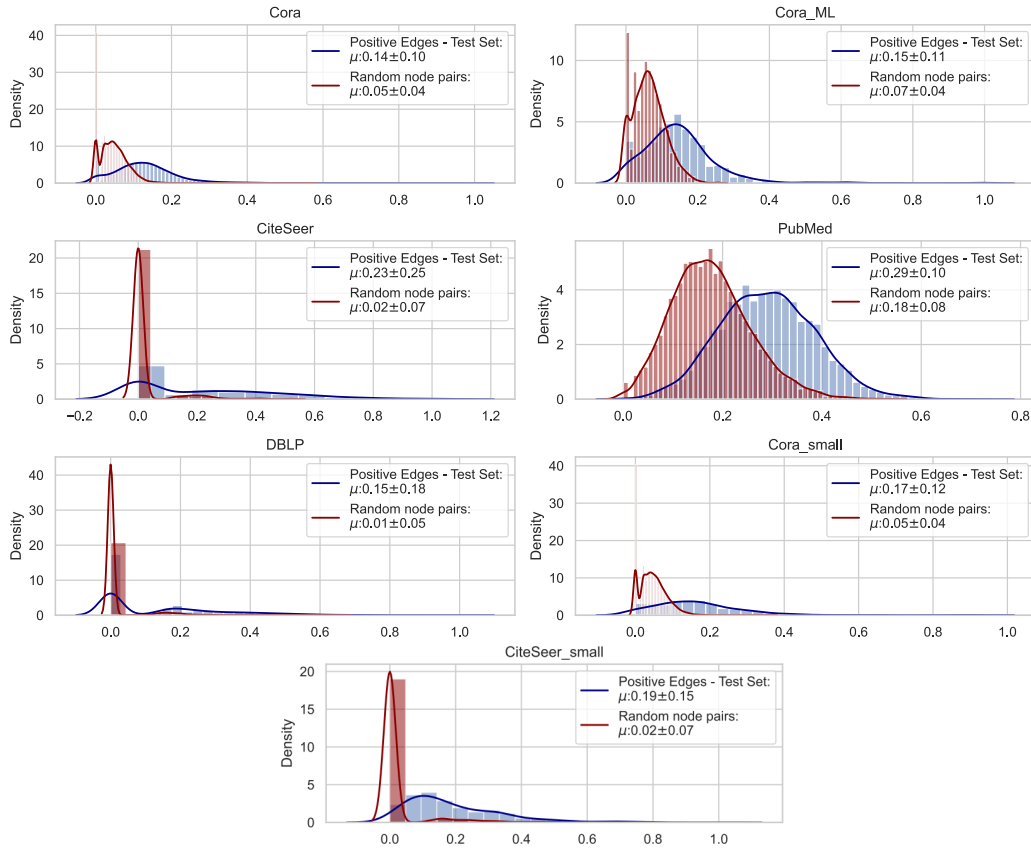 Cora
Density
40
30
20
10
0
0.0 0.2 0.4 0.6 0.8 1.0
Positive Edges - Test Set:
μ:0.14±0.10
Random node pairs:
μ:0.05±0.04
Cora_ML
Density
10
5
0
0.0 0.2 0.4 0.6 0.8 1.0
Positive Edges - Test Set:
μ:0.15±0.11
Random node pairs:
μ:0.07±0.04
CiteSeer
Density
20
15
10
5
0
−0.2 0.0 0.2 0.4 0.6 0.8 1.0 1.2
Positive Edges - Test Set:
μ:0.23±0.25
Random node pairs:
μ:0.02±0.07
PubMed
Density
4
2
0
0.0 0.2 0.4 0.6 0.8
Positive Edges - Test Set:
μ:0.29±0.10
Random node pairs:
μ:0.18±0.08
DBLP
Density
40
30
20
10
0
0.0 0.2 0.4 0.6 0.8 1.0
Positive Edges - Test Set:
μ:0.15±0.18
Random node pairs:
μ:0.01±0.05
Cora_small
Density
40
30
20
10
0
0.0 0.2 0.4 0.6 0.8 1.0
Positive Edges - Test Set:
μ:0.17±0.12
Random node pairs:
μ:0.05±0.04
CiteSeer_small
Density
20
15
10
5
0
0.0 0.2 0.4 0.6 0.8 1.0
Positive Edges - Test Set:
μ:0.19±0.15
Random node pairs:
μ:0.02±0.07